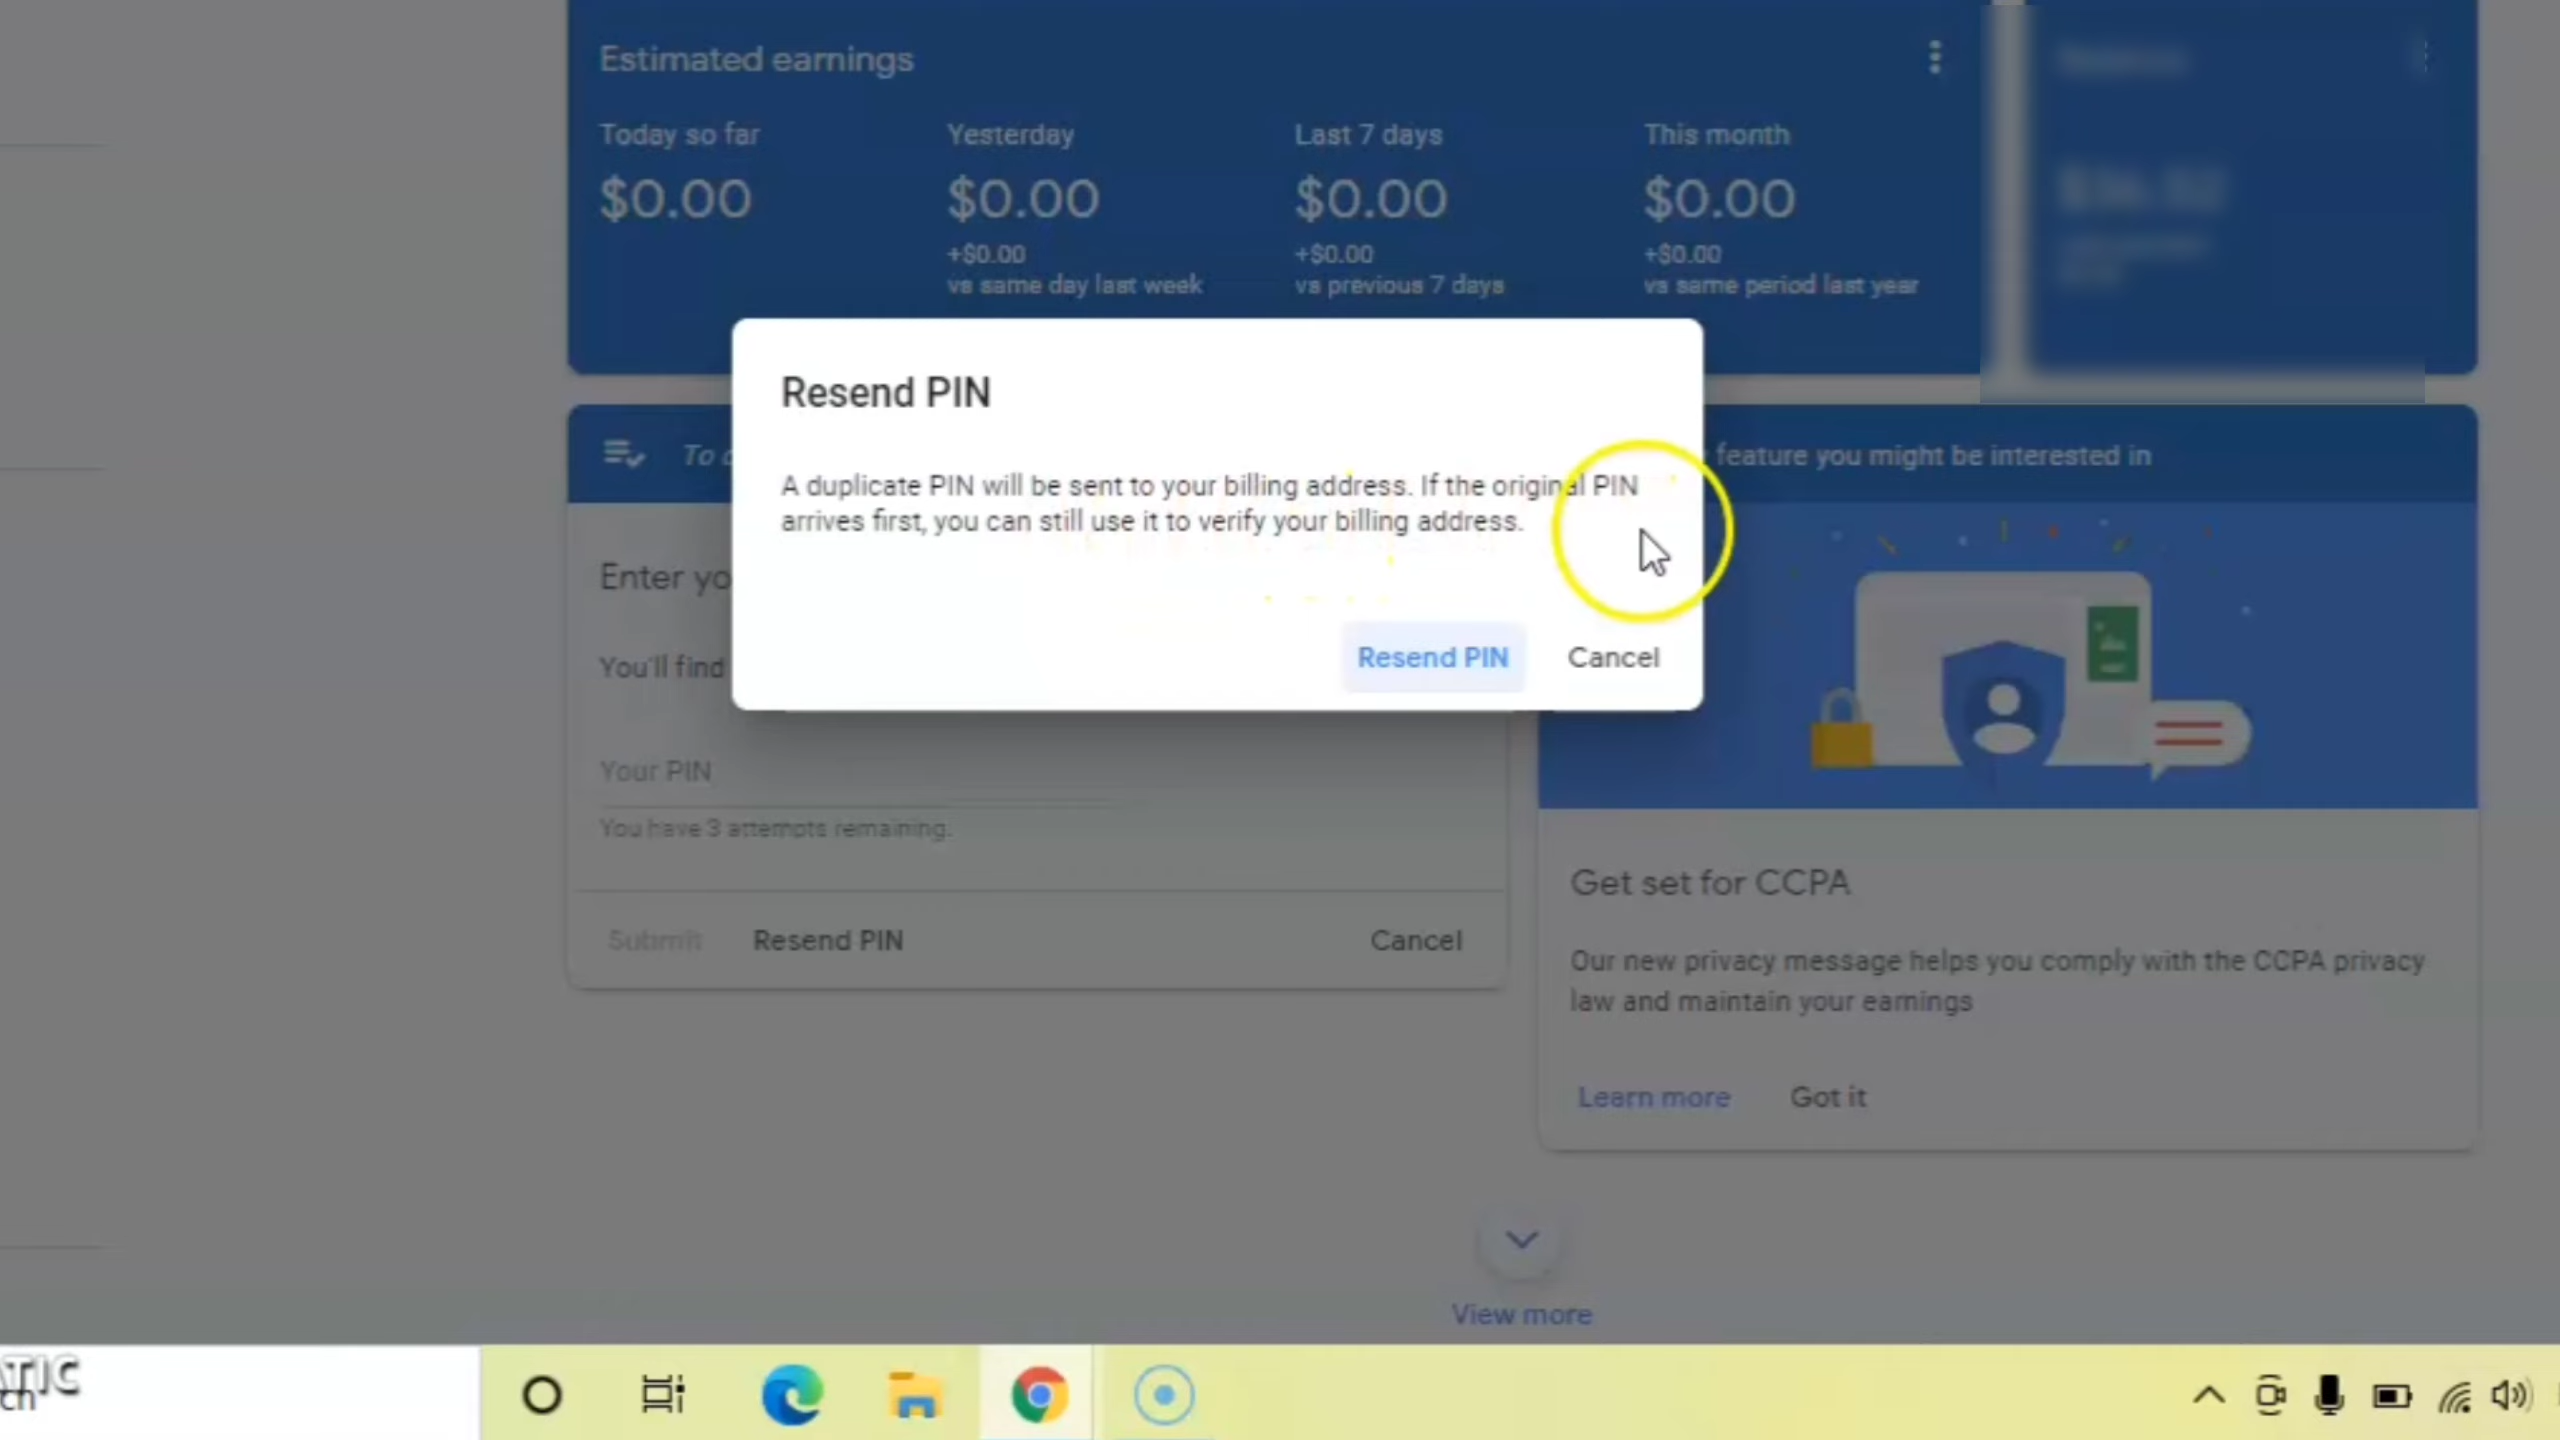 Estimated earnings
Today so far
Yesterday
Last 7 days
This month
$0.00
$0.00
$0.00
$0.00
+$0.00
+$0.00
+$0.00
vs same day last week
vs previous 7 days
vs same period last year
Resend PIN
A duplicate PIN will be sent to your billing address. If the original PIN
arrives first, you can still use it to verify your billing address.
Resend PIN
Cancel
feature you might be interested in
To
Enter
You'll find
Your PIN
You have 3 attempts remaining.
Submit
Resend PIN
Cancel
Get set for CCPA
Our new privacy message helps you comply with the CCPA privacy
law and maintain your earnings
Learn more
Got it
View more